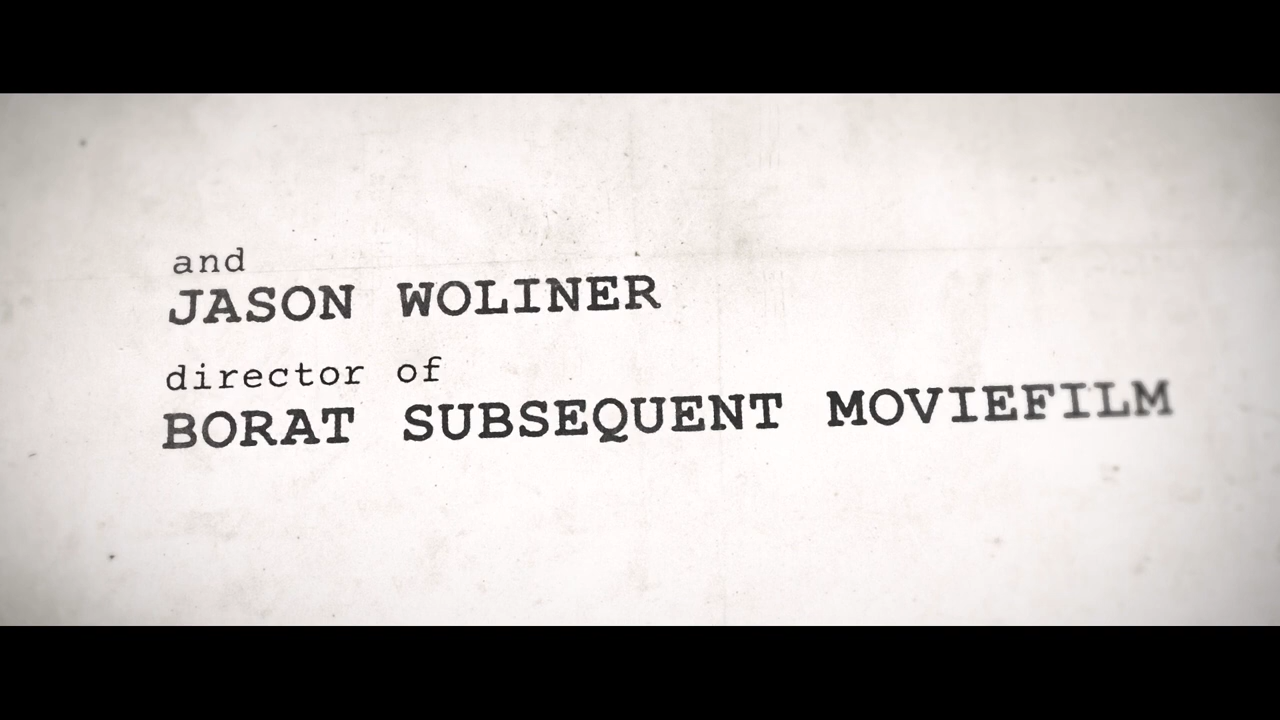 and
JASON WOLINER
director of
BORAT SUBSEQUENT MOVIEFILM